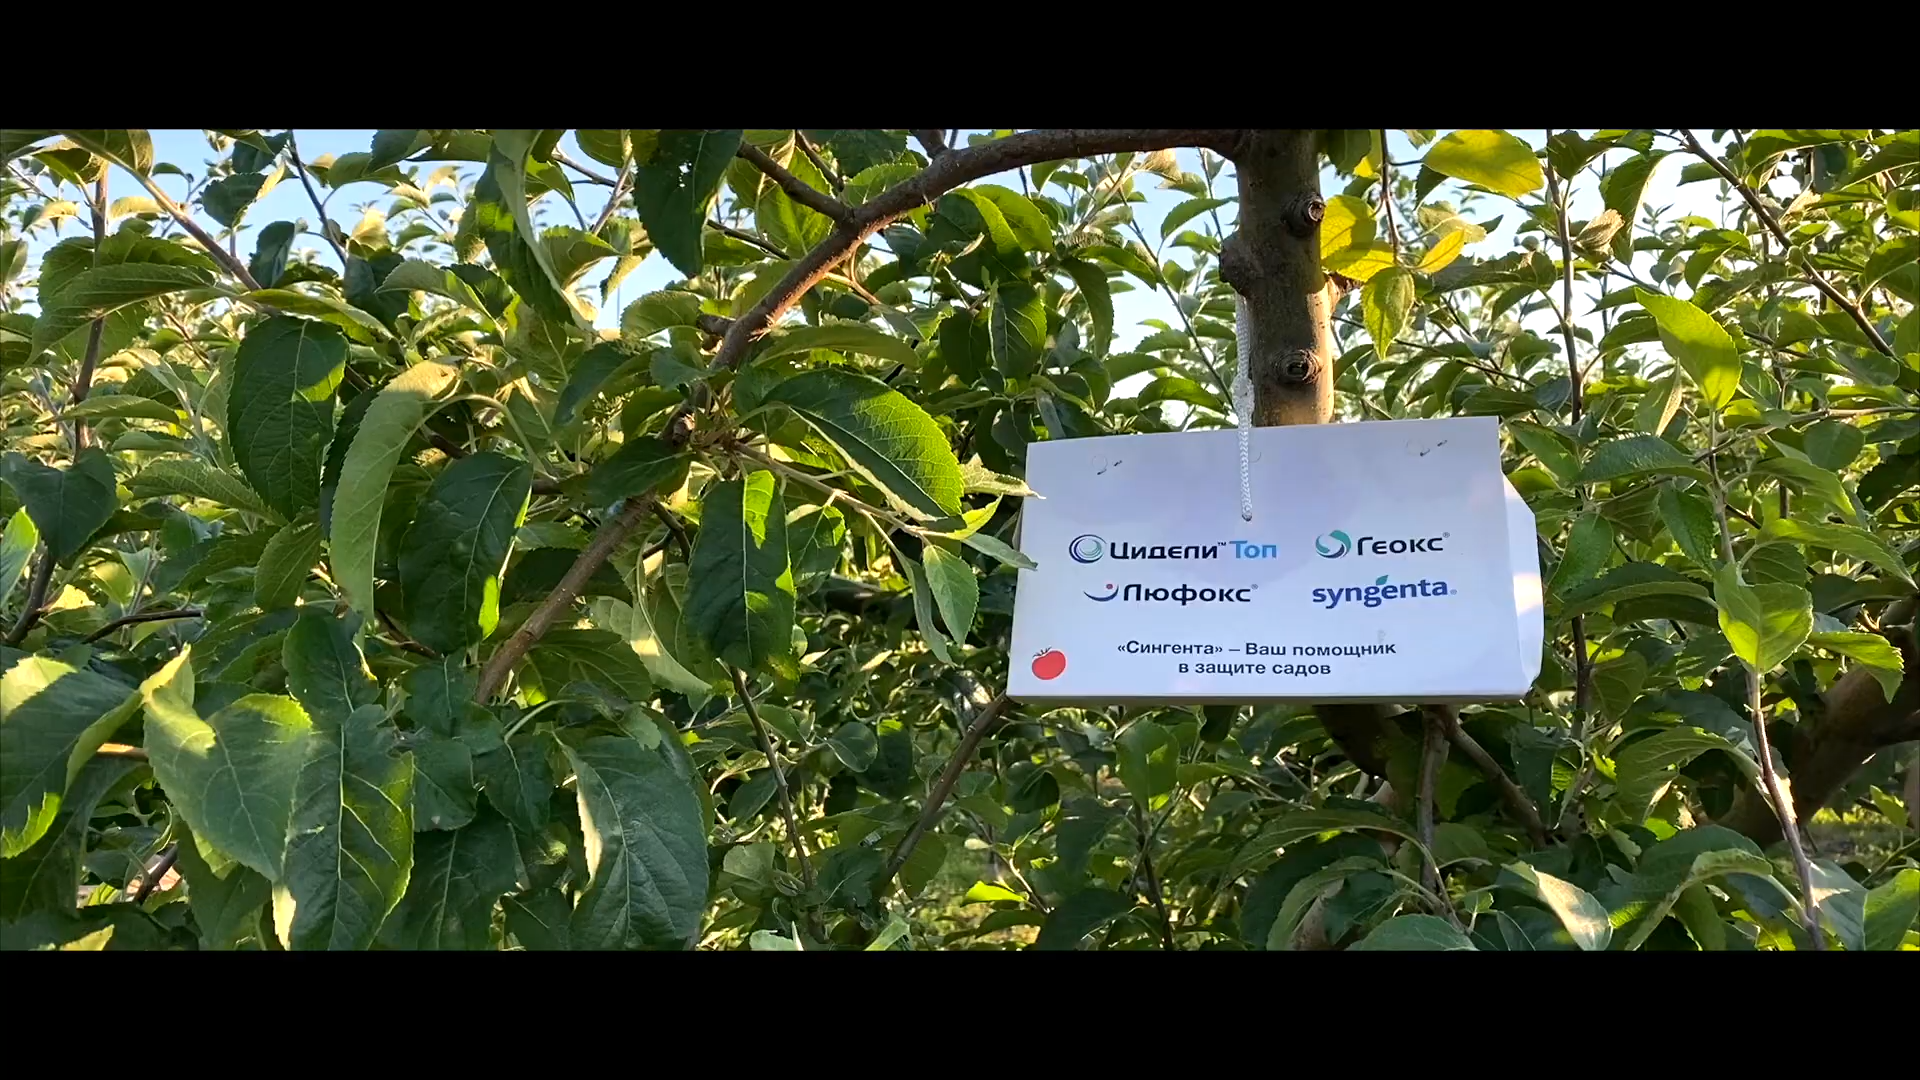 Цидели™ Топ
Геокс®
Люфокс®
syngenta®
«Сингента» – Ваш помощник
в защите садов